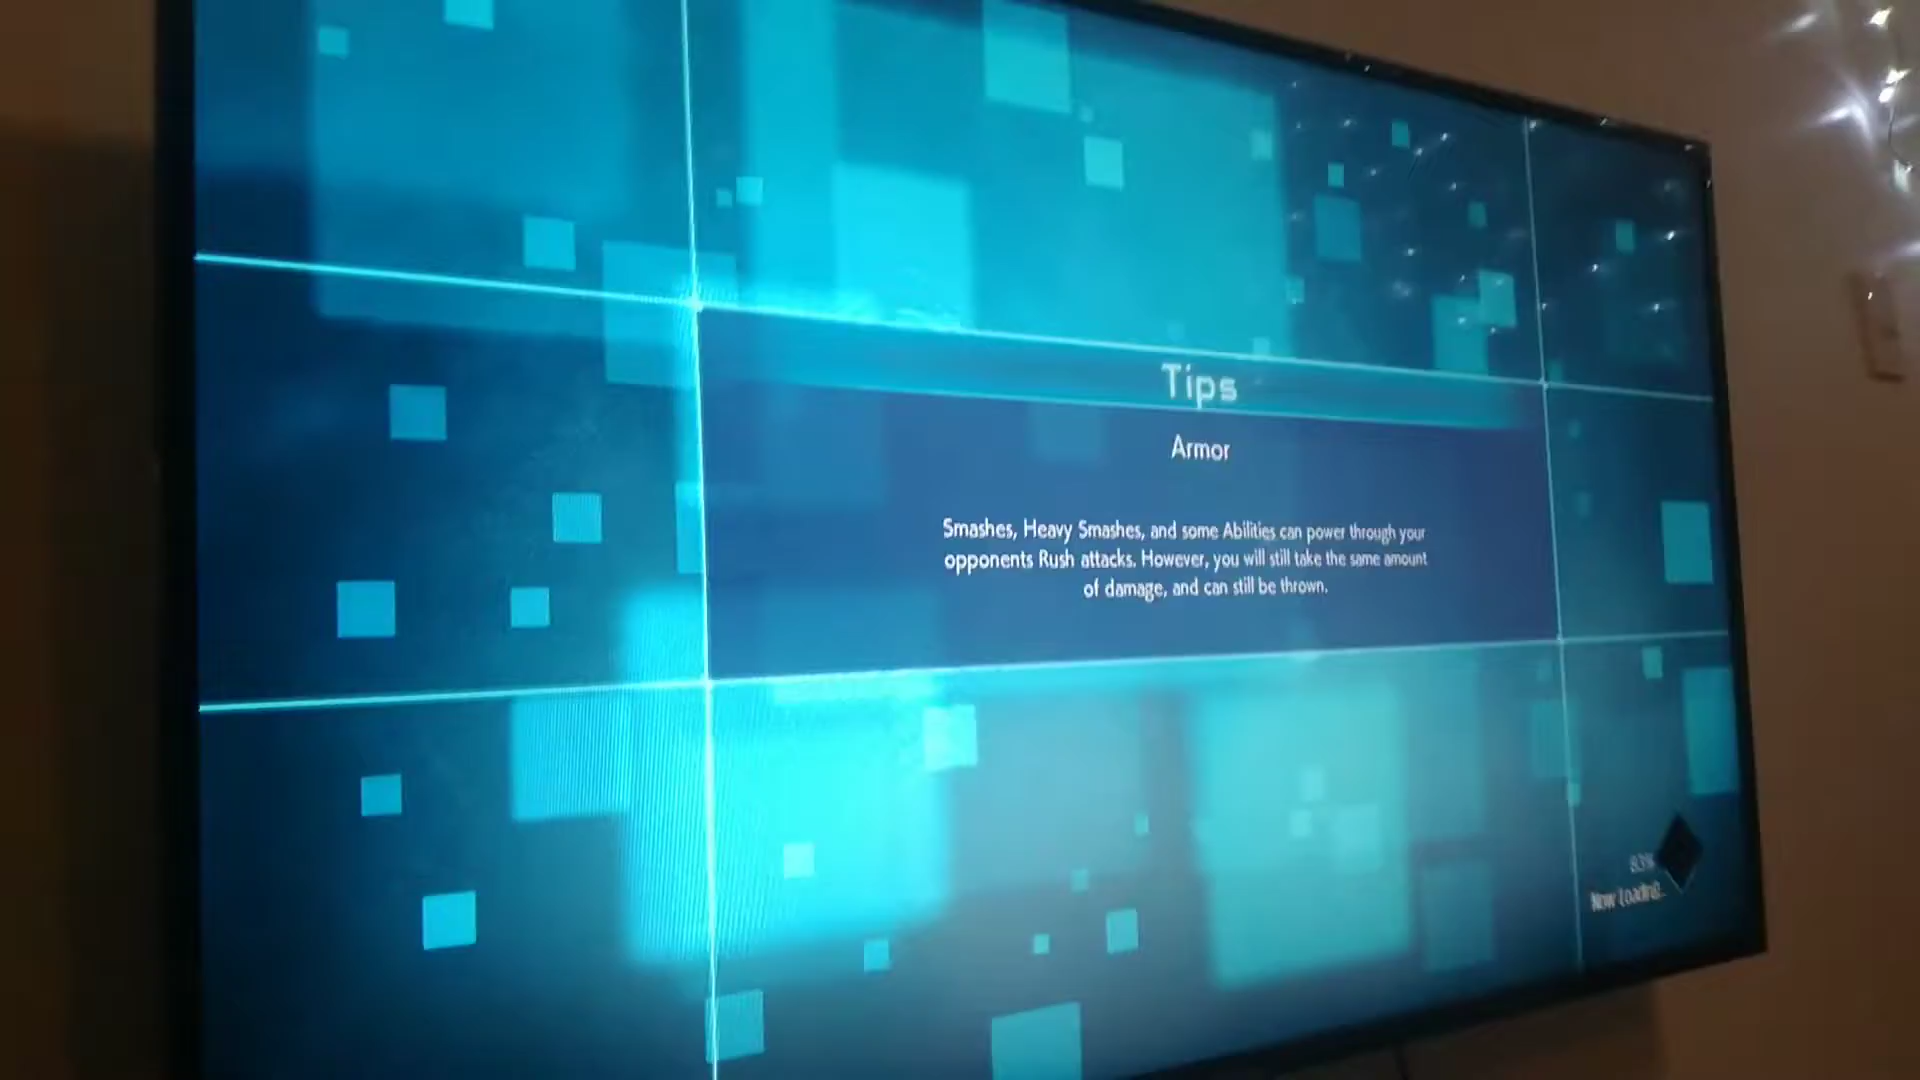 Tips
Armor
Smashes, Heavy Smashes, and some Abilities can power through your
opponents Rush attacks. However, you will still take the same amount
of damage, and can still be thrown.
83%
Now Loading...